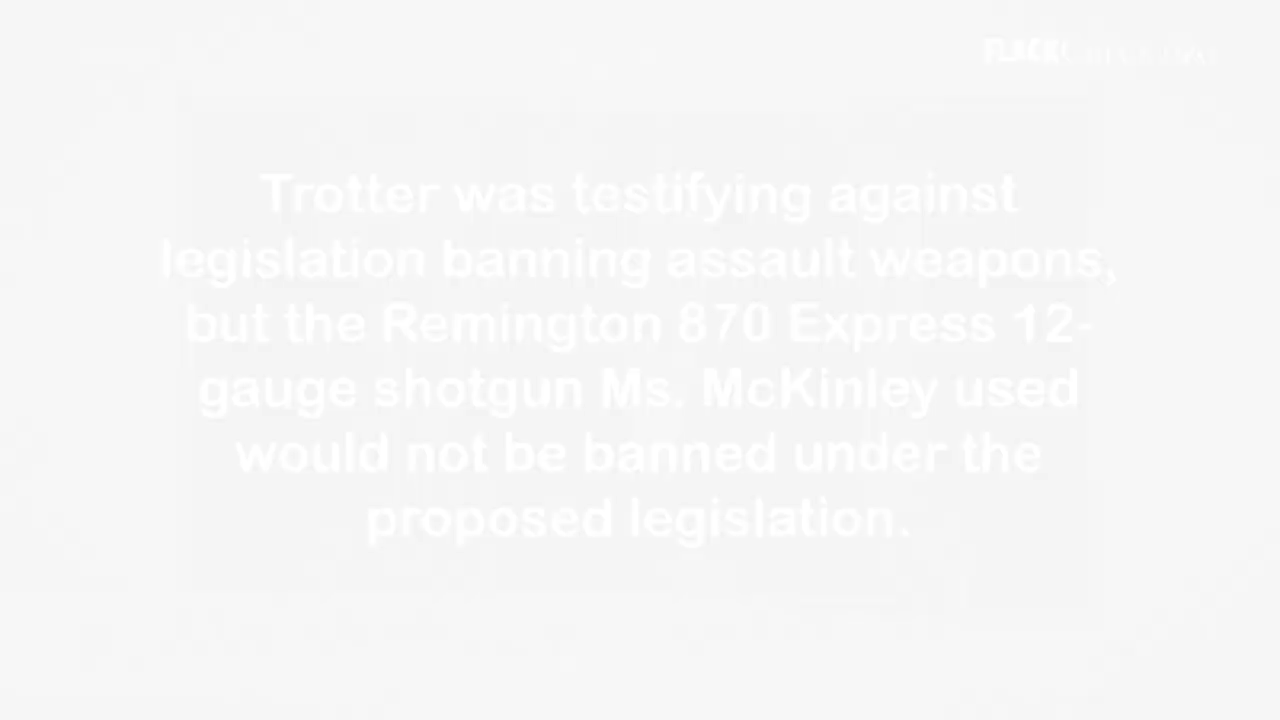 FLACK
Trotter was testifying against
legislation banning assault weapons,
but the Remington 870 Express 12-
gauge shotgun Ms. McKinley used
would not be banned under the
proposed legislation.